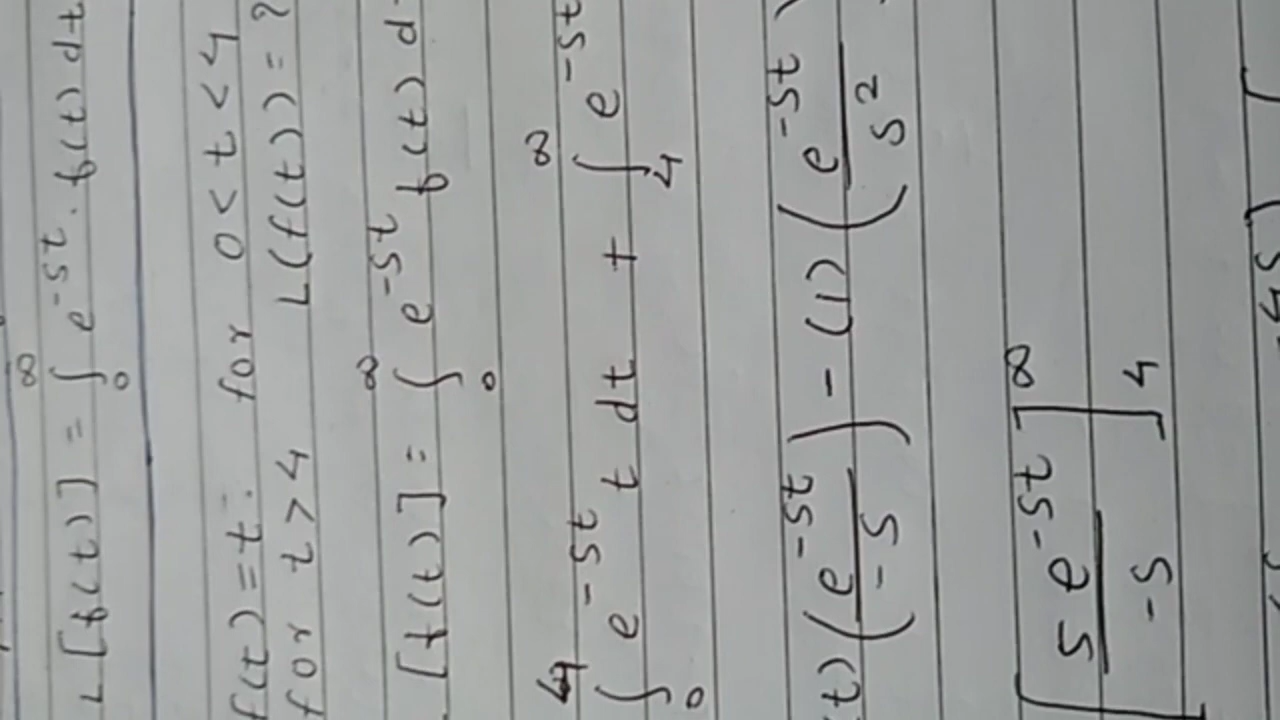 L[f(t)] = ∫₀^∞ e^{-st}. f(t) dt
f(t) = t. for 0 < t < 4
for t > 4 L(f(t)) = ?
[f(t)] = ∫₀^∞ e^{-st} f(t) d
∫₀^4 e^{-st} t dt + ∫₄^∞ e^{-st}
t) (e^{-st}/-s) - (1) (e^{-st}/s²)
[5 e^{-st}/-s]₄^∞